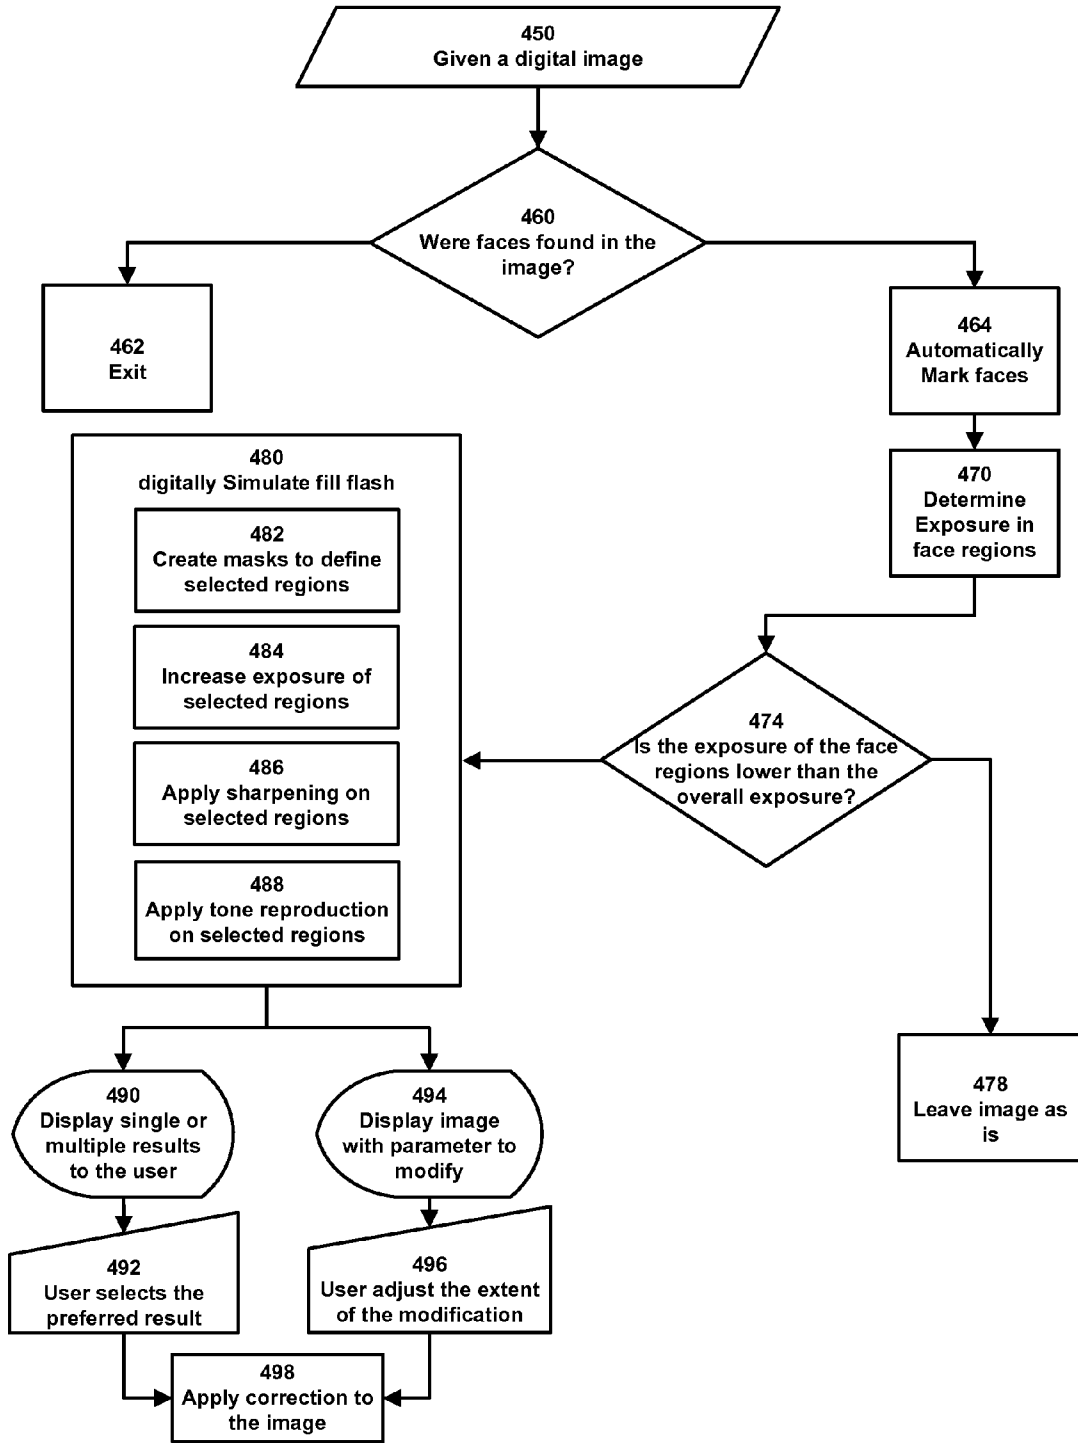 450
Given a digital image
460
Were faces found in the
image?
462
Exit
464
Automatically
Mark faces
470
Determine
Exposure in
face regions
474
Is the exposure of the face
regions lower than the
overall exposure?
478
Leave image as
is
480
digitally Simulate fill flash
482
Create masks to define
selected regions
484
Increase exposure of
selected regions
486
Apply sharpening on
selected regions
488
Apply tone reproduction
on selected regions
490
Display single or
multiple results
to the user
494
Display image
with parameter to
modify
492
User selects the
preferred result
496
User adjust the extent
of the modification
498
Apply correction to
the image